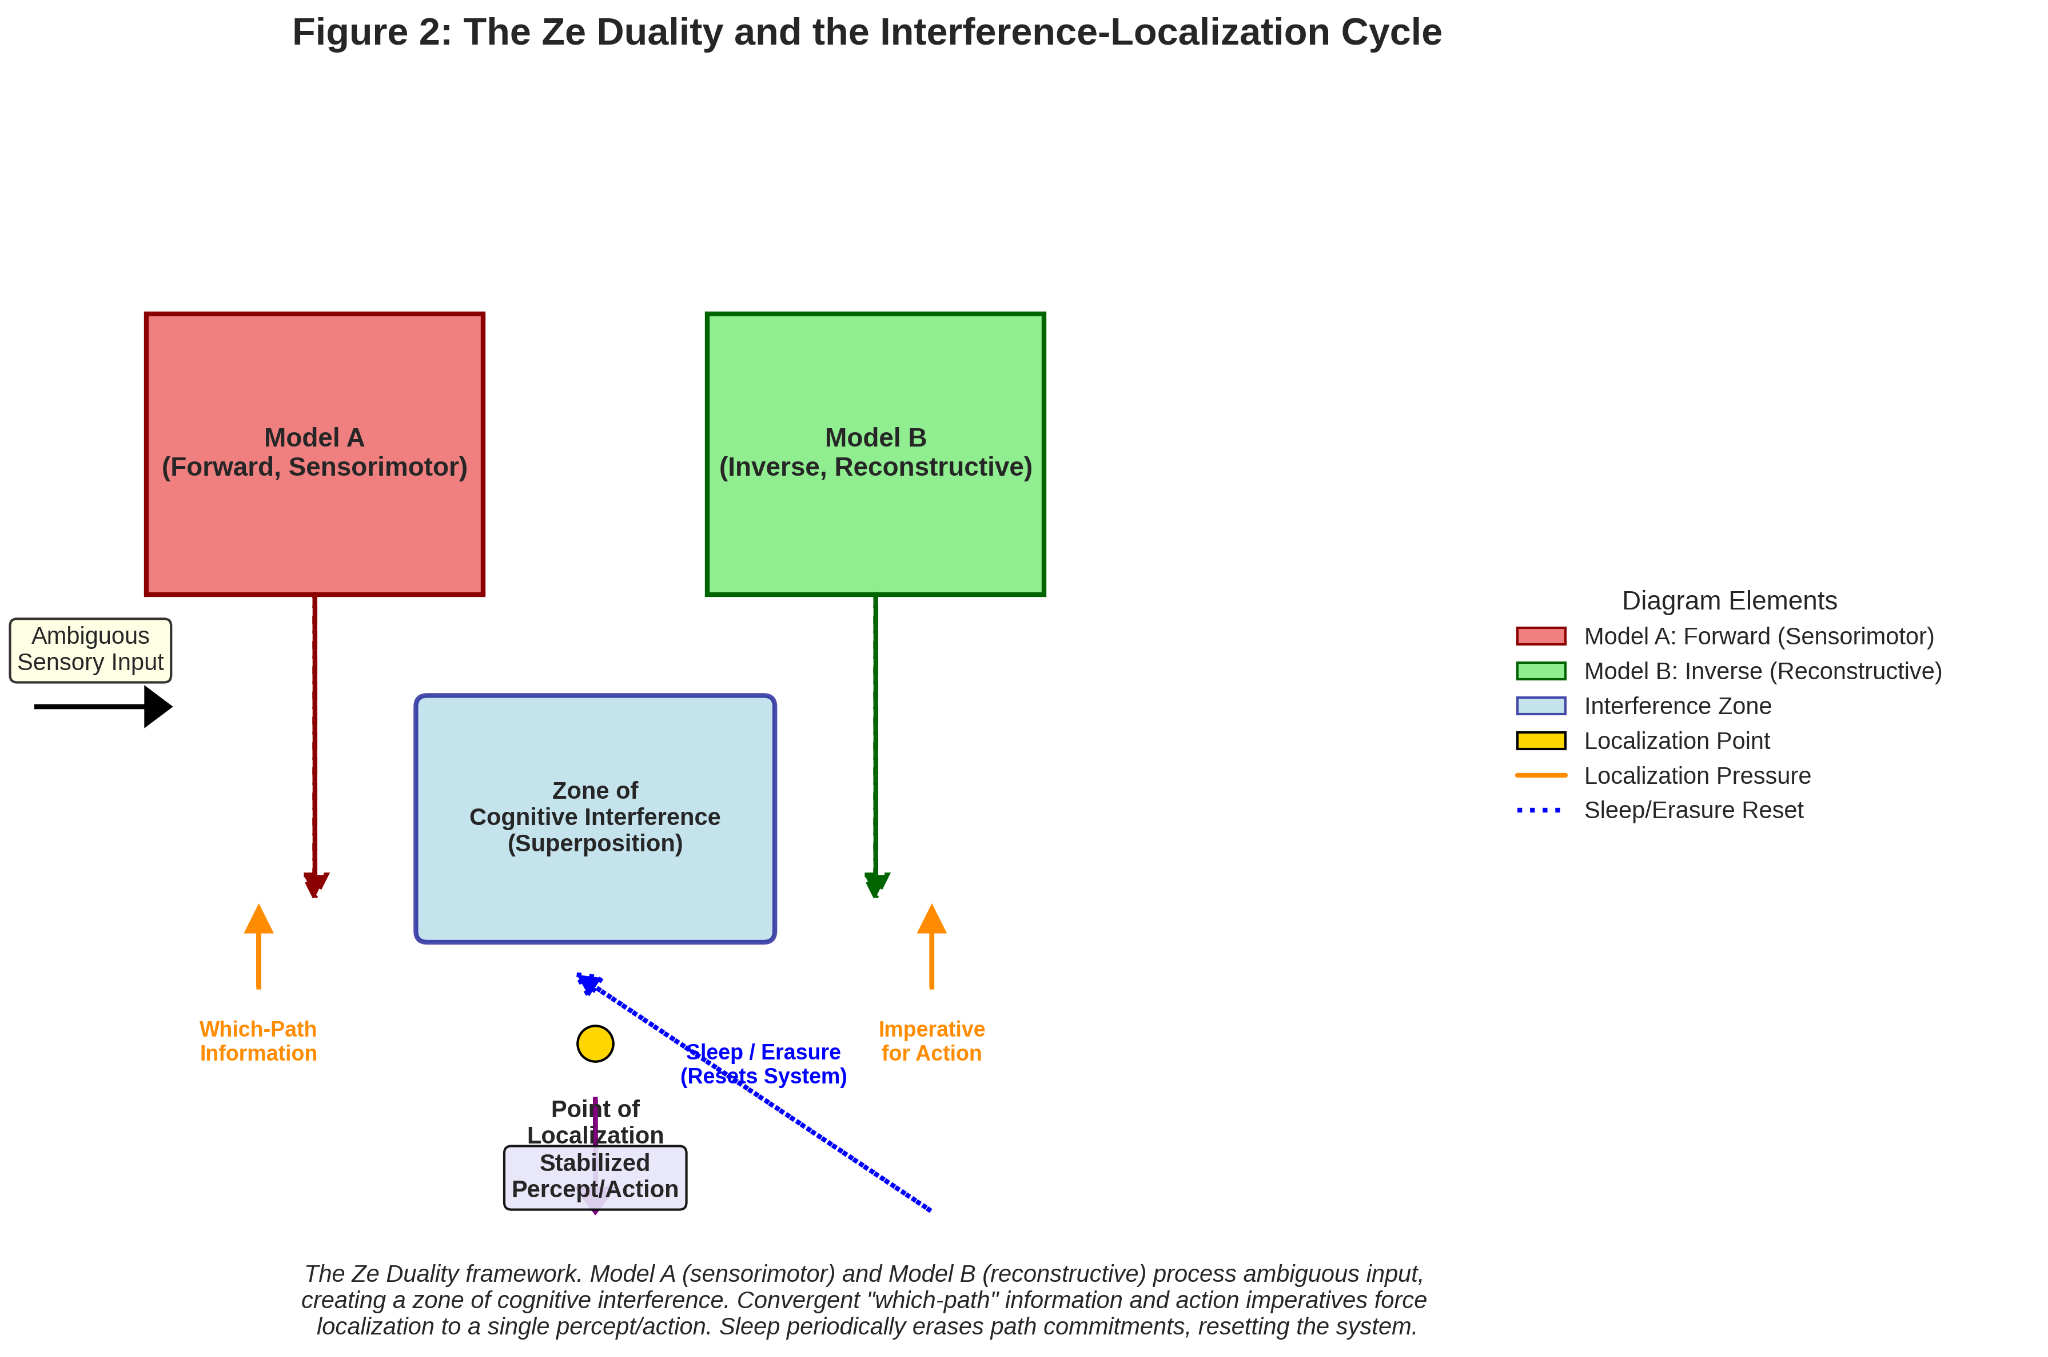 Figure 2: The Ze Duality and the Interference-Localization Cycle
Model A
(Forward, Sensorimotor)
Model B
(Inverse, Reconstructive)
Ambiguous
Sensory Input
Zone of
Cognitive Interference
(Superposition)
Which-Path
Information
Imperative
for Action
Sleep / Erasure
(Resets System)
Point of
Localization
Stabilized
Percept/Action
Diagram Elements
Model A: Forward (Sensorimotor)
Model B: Inverse (Reconstructive)
Interference Zone
Localization Point
Localization Pressure
Sleep/Erasure Reset
The Ze Duality framework. Model A (sensorimotor) and Model B (reconstructive) process ambiguous input,
creating a zone of cognitive interference. Convergent "which-path" information and action imperatives force
localization to a single percept/action. Sleep periodically erases path commitments, resetting the system.